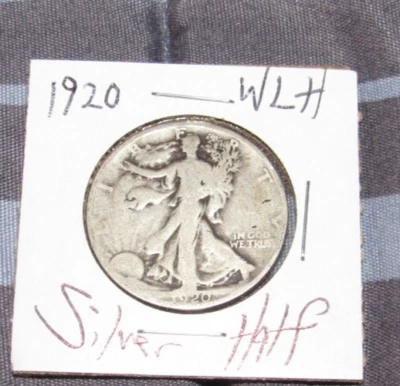 1920 — WLH
LIBERTY
IN GOD
WE TRUST
1920
Silver — Half